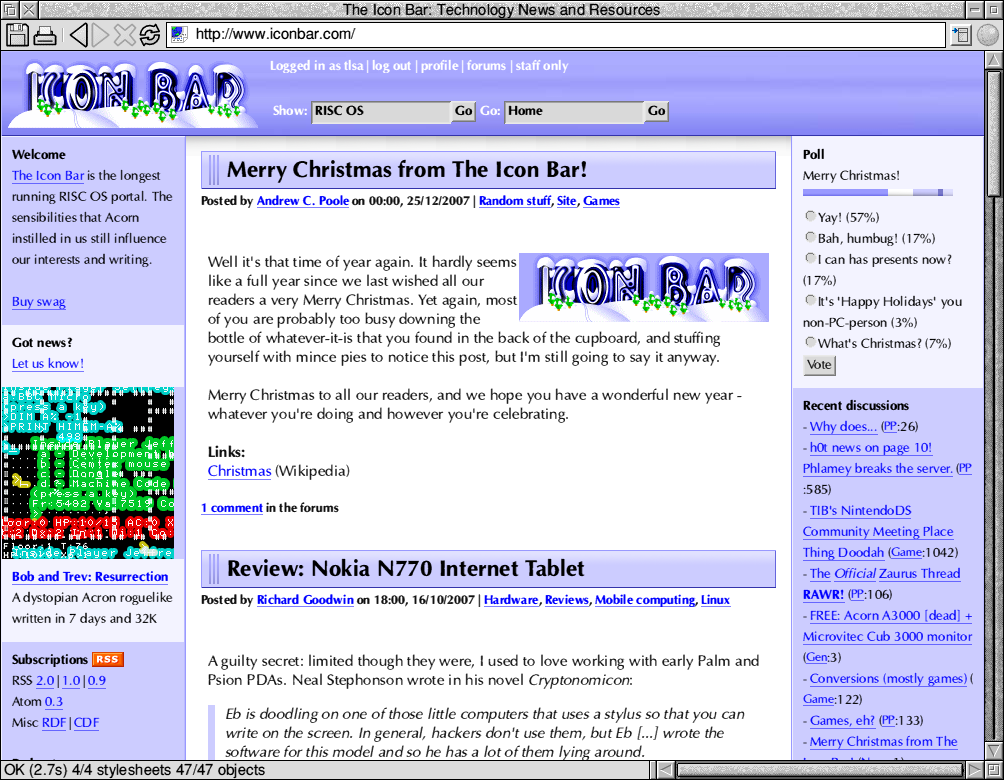 The Icon Bar: Technology News and Resources
http://www.iconbar.com/
ICON BAR
Logged in as tlsa | log out | profile | forums | staff only
Show: RISC OS Go Go: Home Go
Welcome
The Icon Bar is the longest
running RISC OS portal. The
sensibilities that Acorn
instilled in us still influence
our interests and writing.
Buy swag
Got news?
Let us know!
Bob and Trev: Resurrection
A dystopian Acron roguelike
written in 7 days and 32K
Subscriptions RSS
RSS 2.0 | 1.0 | 0.9
Atom 0.3
Misc RDF | CDF
Merry Christmas from The Icon Bar!
Posted by Andrew C. Poole on 00:00, 25/12/2007 | Random stuff, Site, Games
Well it's that time of year again. It hardly seems
like a full year since we last wished all our
readers a very Merry Christmas. Yet again, most
of you are probably too busy downing the
bottle of whatever-it-is that you found in the back of the cupboard, and stuffing
yourself with mince pies to notice this post, but I'm still going to say it anyway.
ICON BAR
Merry Christmas to all our readers, and we hope you have a wonderful new year -
whatever you're doing and however you're celebrating.
Links:
Christmas (Wikipedia)
1 comment in the forums
Review: Nokia N770 Internet Tablet
Posted by Richard Goodwin on 18:00, 16/10/2007 | Hardware, Reviews, Mobile computing, Linux
A guilty secret: limited though they were, I used to love working with early Palm and
Psion PDAs. Neal Stephonson wrote in his novel Cryptonomicon:
Eb is doodling on one of those little computers that uses a stylus so that you can
write on the screen. In general, hackers don't use them, but Eb [...] wrote the
software for this model and so he has a lot of them lying around.
Poll
Merry Christmas!
Yay! (57%)
Bah, humbug! (17%)
I can has presents now?
(17%)
It's 'Happy Holidays' you
non-PC-person (3%)
What's Christmas? (7%)
Vote
Recent discussions
- Why does... (PP:26)
- h0t news on page 10!
Phlamey breaks the server. (PP
:585)
- TIB's NintendoDS
Community Meeting Place
Thing Doodah (Game:1042)
- The Official Zaurus Thread
RAWR! (PP:106)
- FREE: Acorn A3000 [dead] +
Microvitec Cub 3000 monitor
(Gen:3)
- Conversions (mostly games) (
Game:122)
- Games, eh? (PP:133)
- Merry Christmas from The
OK (2.7s) 4/4 stylesheets 47/47 objects